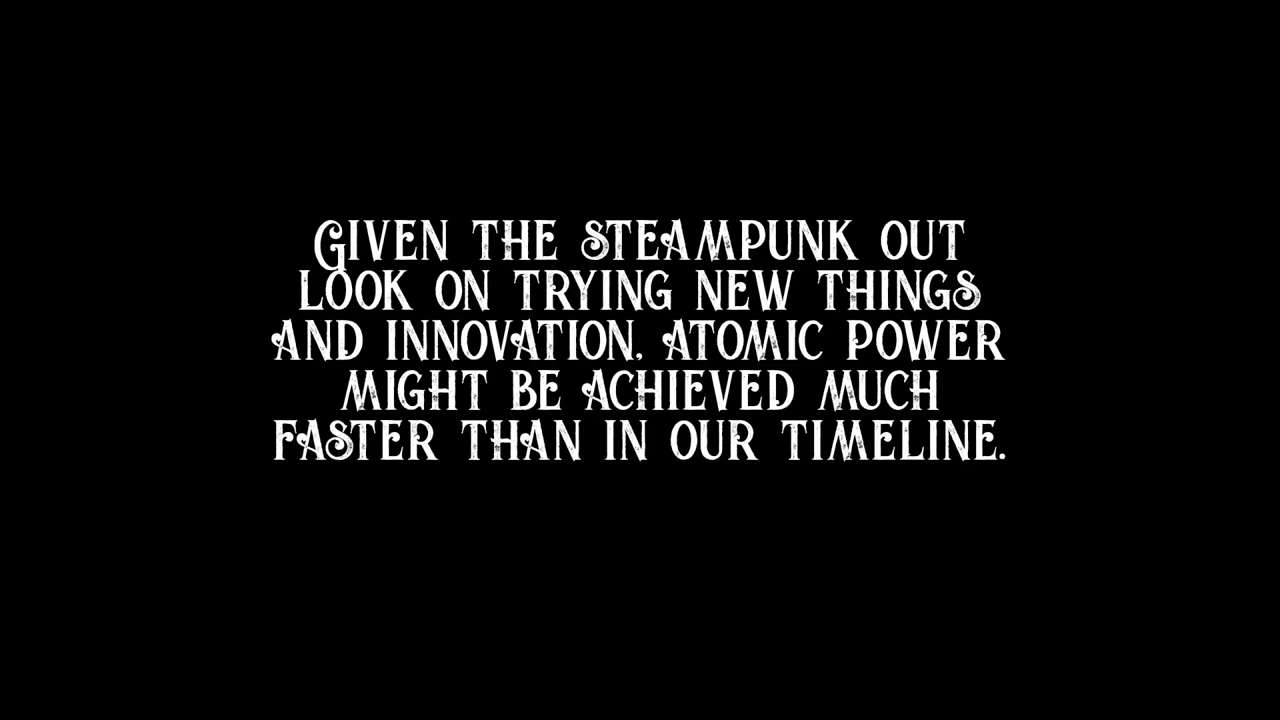 Given the steampunk out
look on trying new things
and innovation, atomic power
might be achieved much
faster than in our timeline.